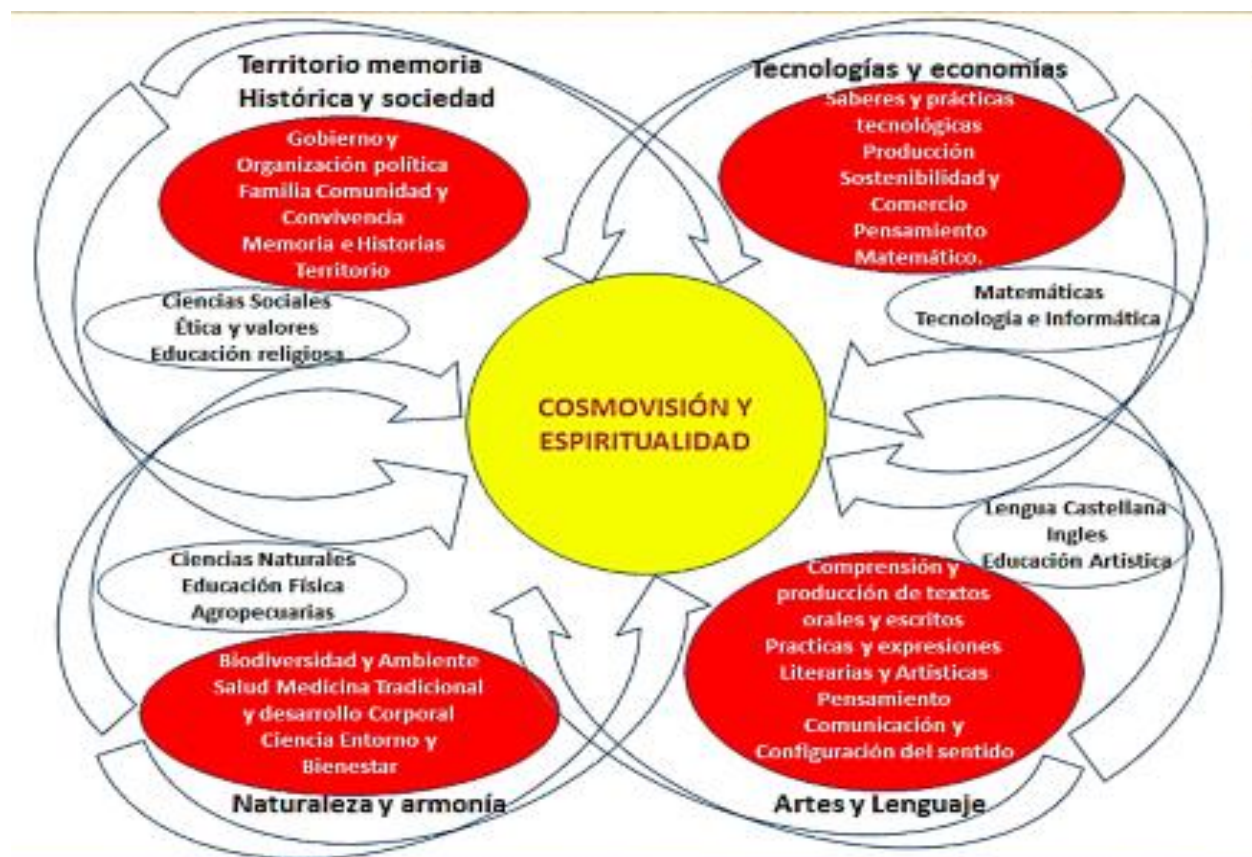 Territorio memoria
Histórica y sociedad
Gobierno y
Organización política
Familia Comunidad y
Convivencia
Memoria e Historias
Territorio
Ciencias Sociales
Ética y valores
Educación religiosa
Tecnologías y economías
Saberes y prácticas
tecnológicas
Producción
Sostenibilidad y
Comercio
Pensamiento
Matemático.
Matemáticas
Tecnología e Informática
COSMOVISIÓN Y
ESPIRITUALIDAD
Ciencias Naturales
Educación Física
Agropecuarias
Biodiversidad y Ambiente
Salud Medicina Tradicional
y desarrollo Corporal
Ciencia Entorno y
Bienestar
Naturaleza y armonía
Lengua Castellana
Ingles
Educación Artística
Comprensión y
producción de textos
orales y escritos
Practicas y expresiones
Literarias y Artísticas
Pensamiento
Comunicación y
Configuración del sentido
Artes y Lenguaje